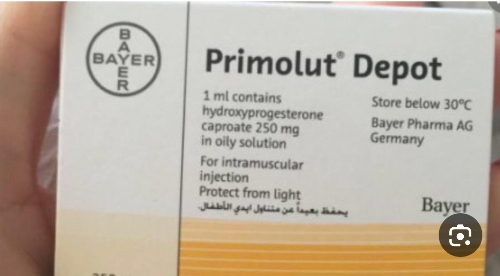 BAYER
BAYER
Primolut® Depot
1 ml contains
hydroxyprogesterone
caproate 250 mg
in oily solution
For intramuscular
injection
Protect from light
يحفظ بعيداً عن متناول ايدي الأطفال.
Store below 30°C
Bayer Pharma AG
Germany
Bayer